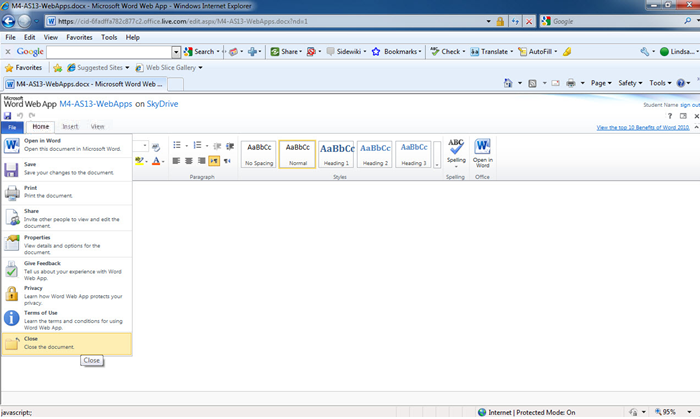 M4-AS13-WebApps.docx - Microsoft Word Web App - Windows Internet Explorer
https://cid-6fadffa782c877c2.office.live.com/edit.aspx/M4-AS13-WebApps.docx?nd=1
Google
File Edit View Favorites Tools Help
Google Search Share Sidewiki Bookmarks Check Translate AutoFill Lindsa...
Favorites Suggested Sites Web Slice Gallery
M4-AS13-WebApps.docx - Microsoft Word Web ...
Page Safety Tools
Microsoft
Word Web App M4-AS13-WebApps on SkyDrive
Student Name sign out
File Home Insert View
View the top 10 Benefits of Word 2010.
Open in Word
Open this document in Microsoft Word.
Save
Save your changes to the document.
Print
Print the document.
Share
Invite other people to view and edit the
document.
Properties
View details and options for the
document.
Give Feedback
Tell us about your experience with Word
Web App.
Privacy
Learn how Word Web App protects your
privacy.
Terms of Use
Learn the terms and conditions for using
Word Web App.
Close
Close the document.
Close
AaBbCc AaBbCc AaBbCc AaBbCc AaBbCc
No Spacing Normal Heading 1 Heading 2 Heading 3
ABC
Spelling
Open in
Word
Paragraph Styles Spelling Office
javascript:;
Internet | Protected Mode: On
95%